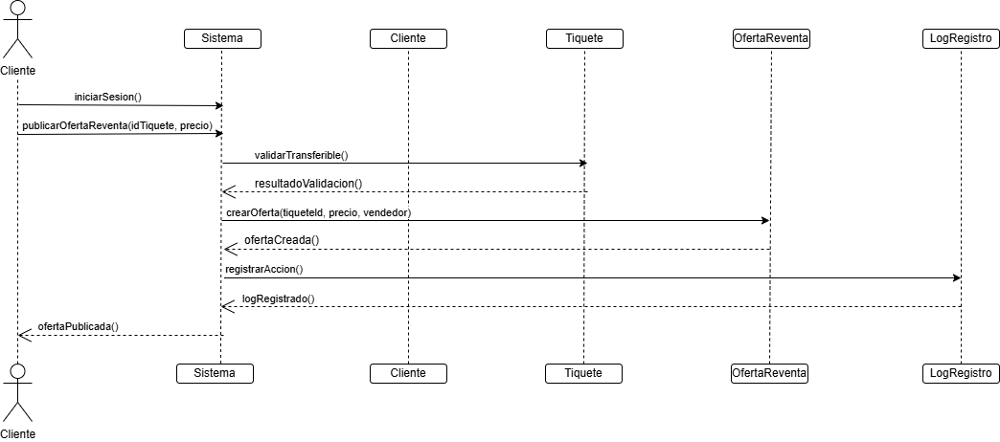 Sistema
Cliente
Tiquete
OfertaReventa
LogRegistro
Cliente
iniciarSesion()
publicarOfertaReventa(idTiquete, precio)
validarTransferible()
resultadoValidacion()
crearOferta(tiqueteId, precio, vendedor)
ofertaCreada()
registrarAccion()
logRegistrado()
ofertaPublicada()
Sistema
Cliente
Tiquete
OfertaReventa
LogRegistro
Cliente